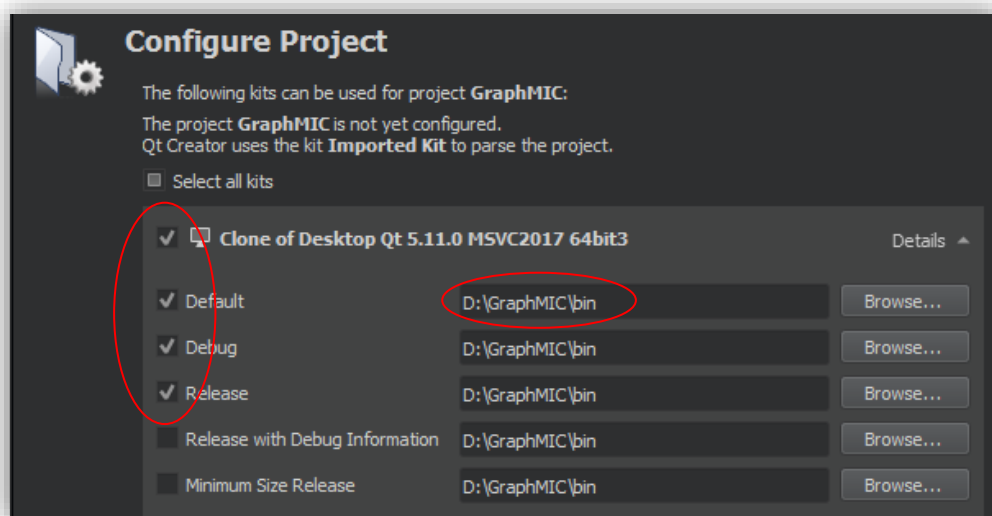 Configure Project
The following kits can be used for project GraphMIC:
The project GraphMIC is not yet configured.
Qt Creator uses the kit Imported Kit to parse the project.
Select all kits
Clone of Desktop Qt 5.11.0 MSVC2017 64bit3 Details
Default D:\GraphMIC\bin Browse...
Debug D:\GraphMIC\bin Browse...
Release D:\GraphMIC\bin Browse...
Release with Debug Information D:\GraphMIC\bin Browse...
Minimum Size Release D:\GraphMIC\bin Browse...